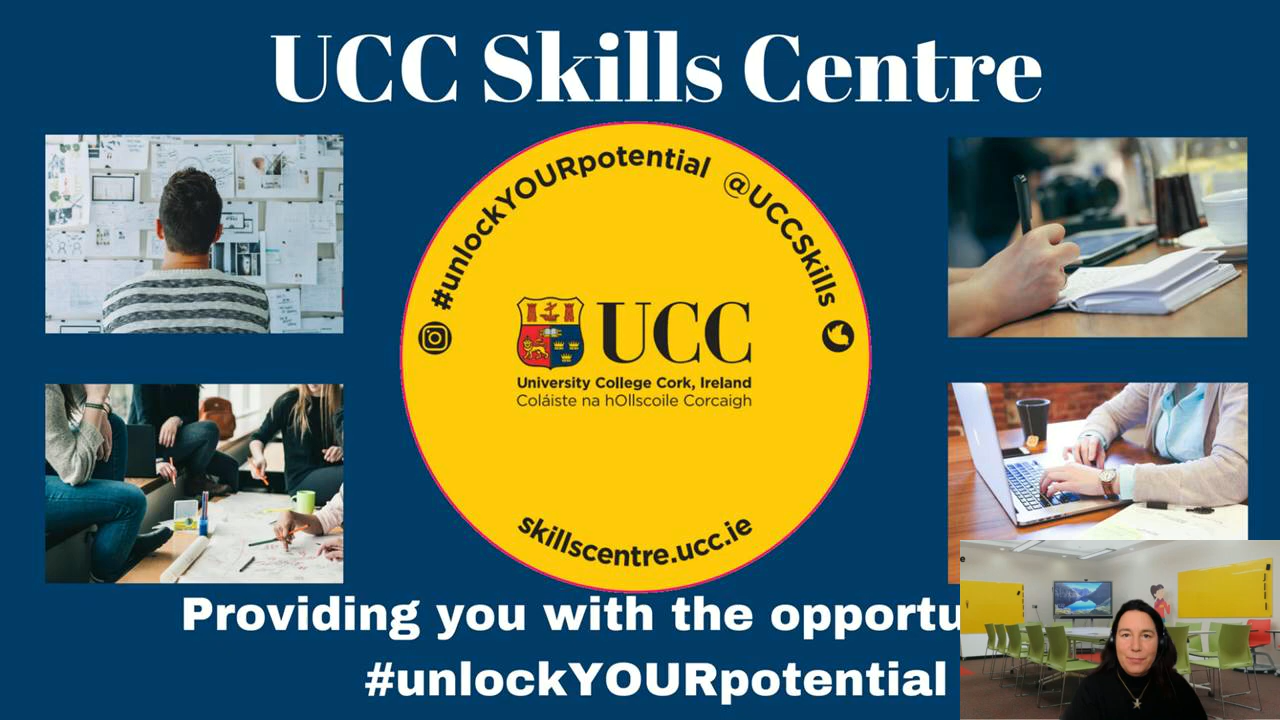 UCC Skills Centre
#unlockYOURpotential @UCCSkills
UCC
University College Cork, Ireland
Coláiste na hOllscoile Corcaigh
skillscentre.ucc.ie
Providing you with the
#unlockYOURpotential